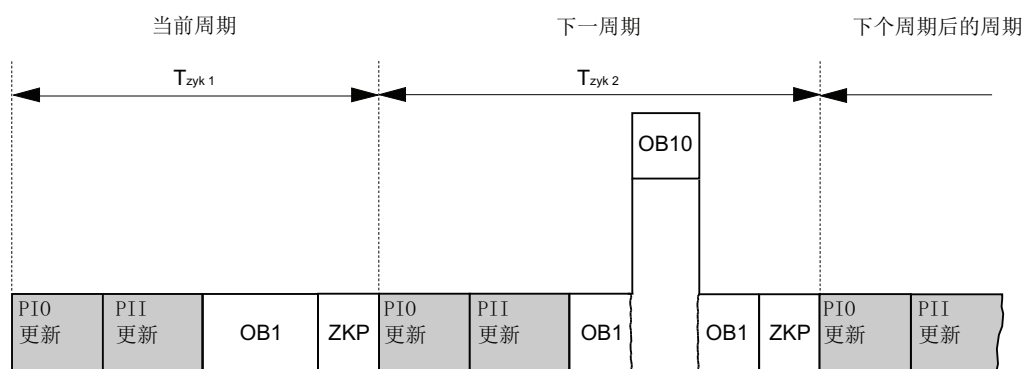 当前周期
下一周期
下个周期后的周期
Tzyk 1
Tzyk 2
OB10
PIO
更新
PII
更新
OB1
ZKP
PIO
更新
PII
更新
OB1
OB1
ZKP
PIO
更新
PII
更新